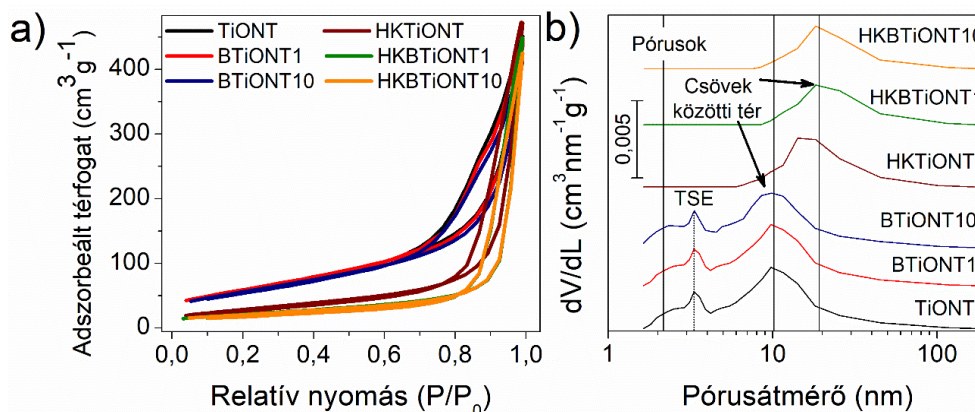 a)
Adszorbeált térfogat (cm³g⁻¹)
400
300
200
100
0
TiONT
BTiONT1
BTiONT10
HKTiONT
HKBTiONT1
HKBTiONT10
0,0
0,2
0,4
0,6
0,8
1,0
Relatív nyomás (P/P₀)
b)
dV/dL (cm³nm⁻¹g⁻¹)
Pórusok
Csövek
közötti tér
0,005
TSE
HKBTiONT10
HKBTiONT1
HKTiONT
BTiONT10
BTiONT1
TiONT
1
10
100
Pórusátmérő (nm)